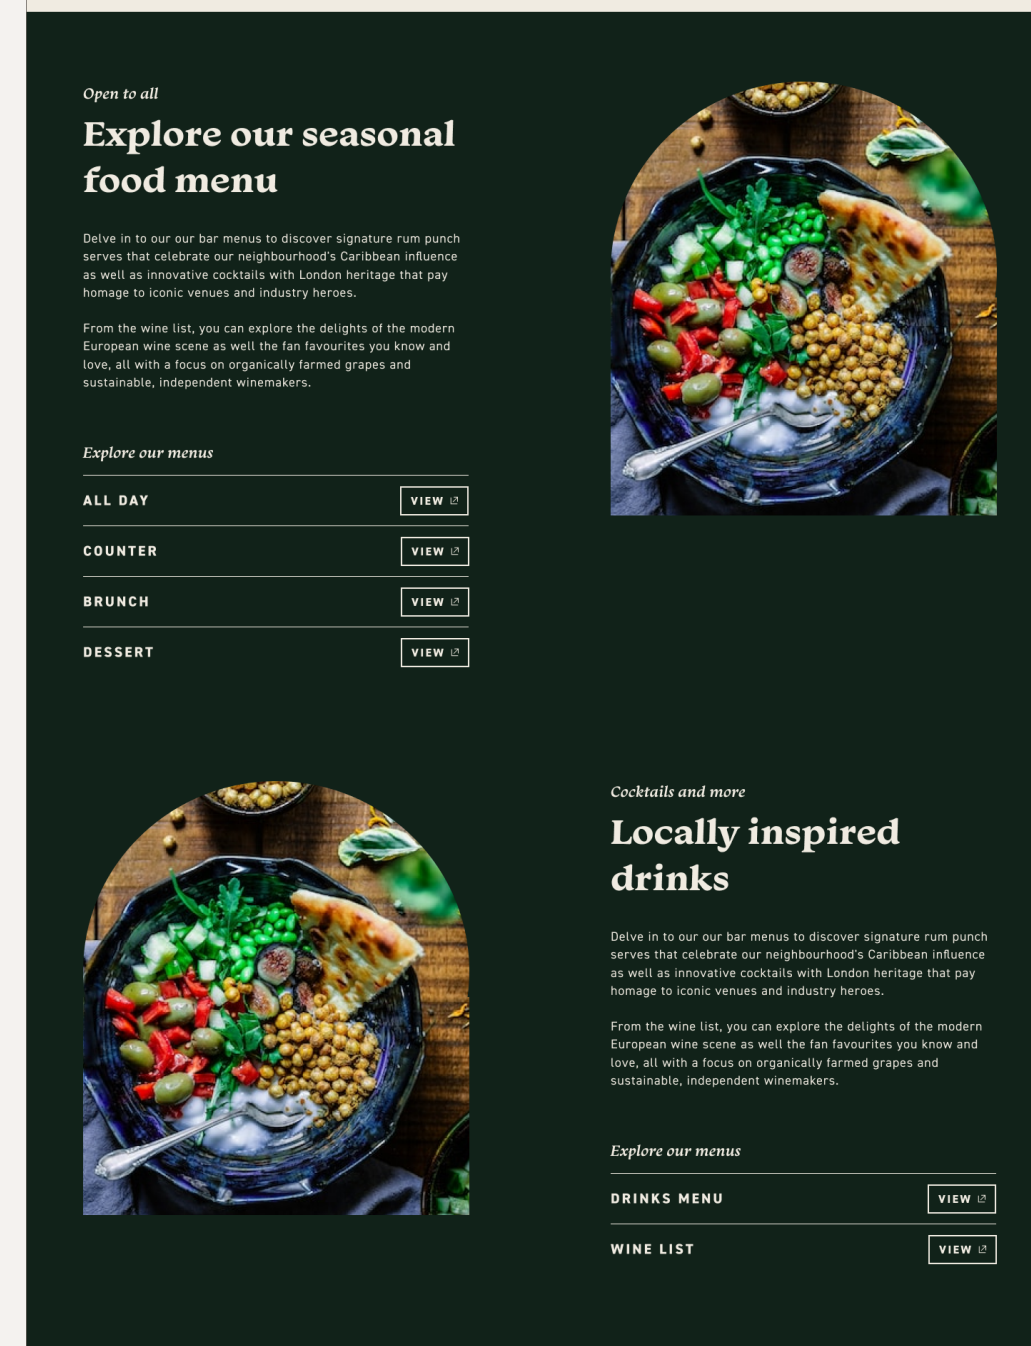 Open to all
Explore our seasonal
food menu
Delve in to our our bar menus to discover signature rum punch
serves that celebrate our neighbourhood's Caribbean influence
as well as innovative cocktails with London heritage that pay
homage to iconic venues and industry heroes.
From the wine list, you can explore the delights of the modern
European wine scene as well the fan favourites you know and
love, all with a focus on organically farmed grapes and
sustainable, independent winemakers.
Explore our menus
ALL DAY VIEW
COUNTER VIEW
BRUNCH VIEW
DESSERT VIEW
Cocktails and more
Locally inspired
drinks
Delve in to our our bar menus to discover signature rum punch
serves that celebrate our neighbourhood's Caribbean influence
as well as innovative cocktails with London heritage that pay
homage to iconic venues and industry heroes.
From the wine list, you can explore the delights of the modern
European wine scene as well the fan favourites you know and
love, all with a focus on organically farmed grapes and
sustainable, independent winemakers.
Explore our menus
DRINKS MENU VIEW
WINE LIST VIEW